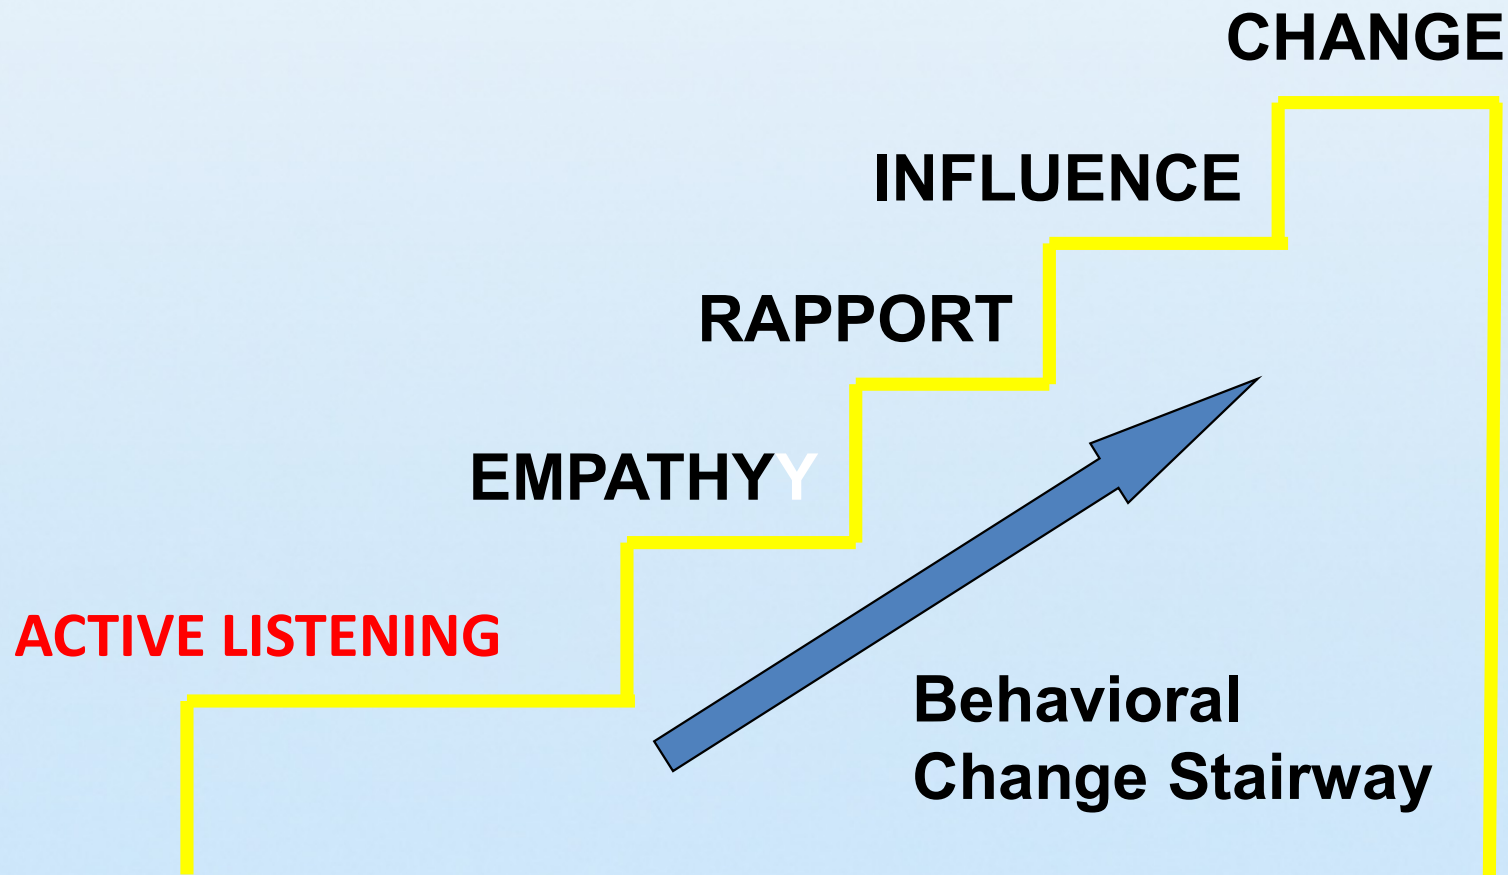 CHANGE
INFLUENCE
RAPPORT
EMPATHYY
ACTIVE LISTENING
Behavioral
Change Stairway